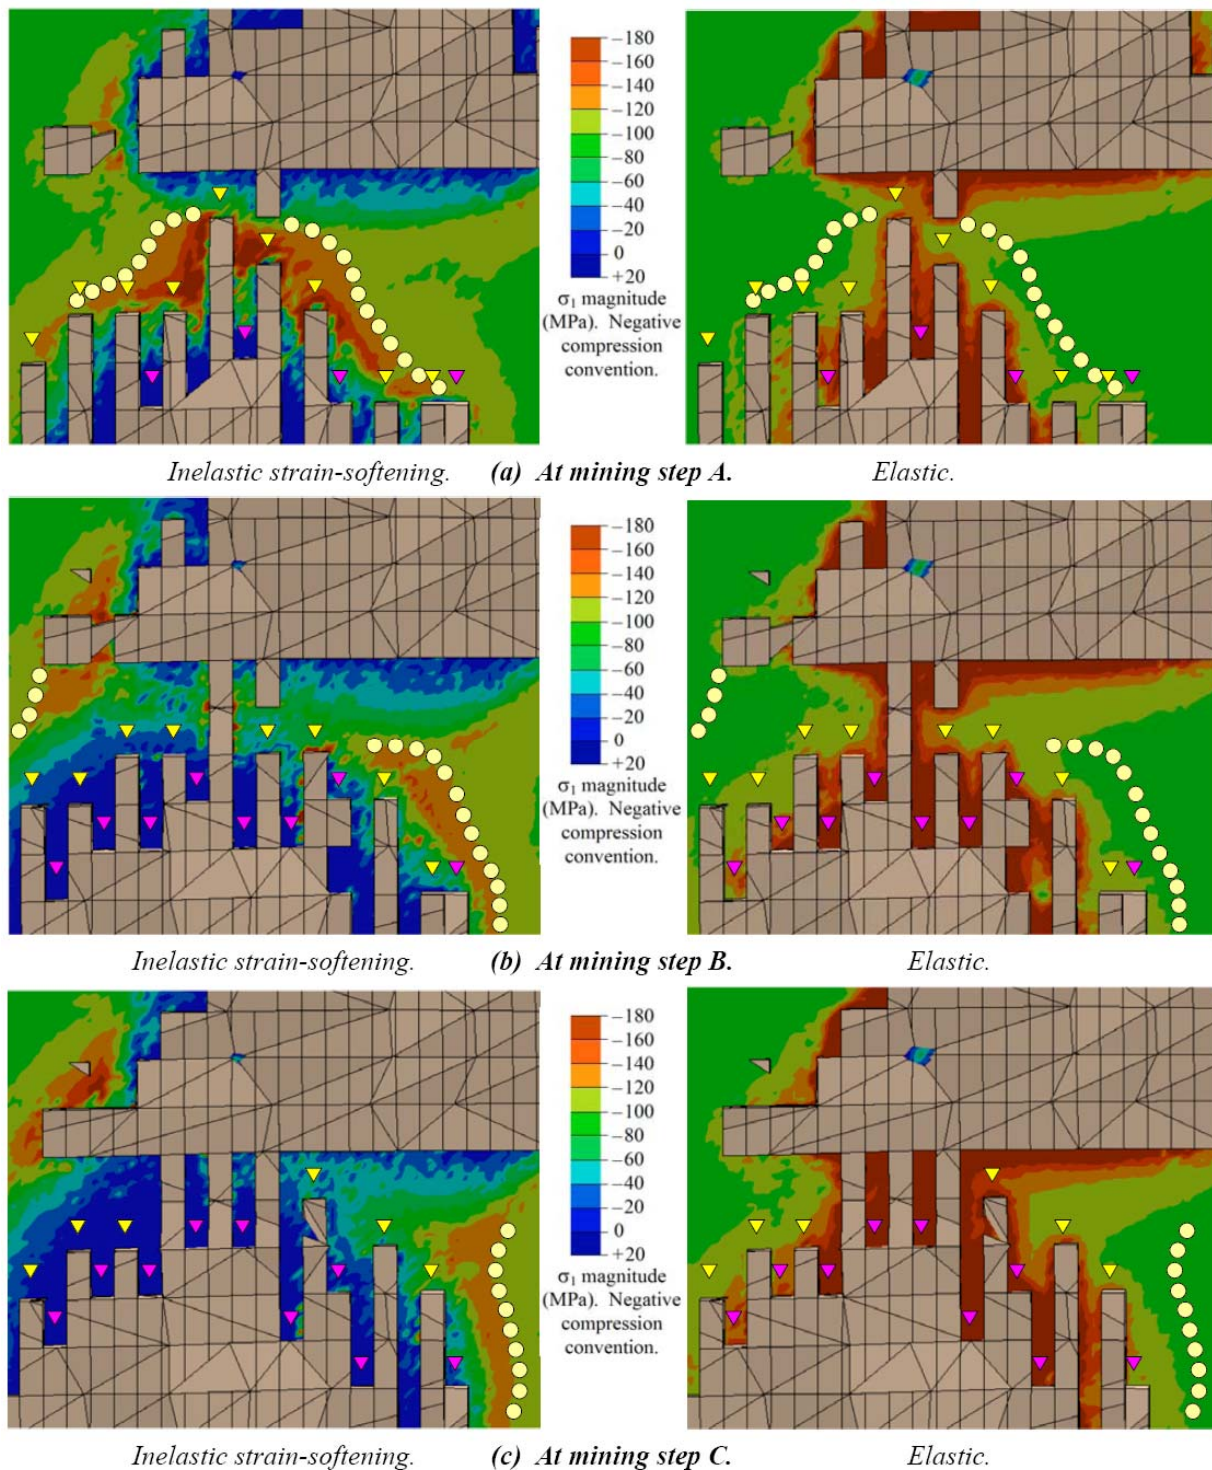 −180
−160
−140
−120
−100
−80
−60
−40
−20
0
+20
σ1 magnitude
(MPa). Negative
compression
convention.
Inelastic strain-softening. (a) At mining step A. Elastic.
−180
−160
−140
−120
−100
−80
−60
−40
−20
0
+20
σ1 magnitude
(MPa). Negative
compression
convention.
Inelastic strain-softening. (b) At mining step B. Elastic.
−180
−160
−140
−120
−100
−80
−60
−40
−20
0
+20
σ1 magnitude
(MPa). Negative
compression
convention.
Inelastic strain-softening. (c) At mining step C. Elastic.